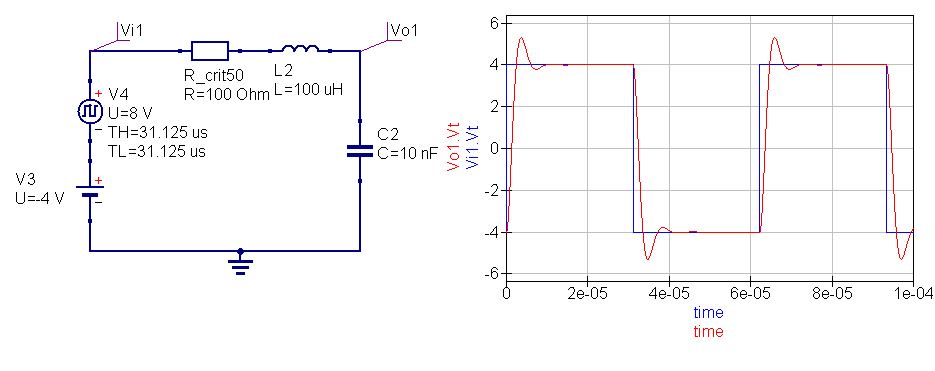 Vi1
Vo1
R_crit50
R=100 Ohm
L2
L=100 uH
V4
U=8 V
TH=31.125 us
TL=31.125 us
+
−
C2
C=10 nF
V3
U=-4 V
+
−
Vo1.Vt
Vi1.Vt
6
4
2
0
-2
-4
-6
0
2e-05
4e-05
6e-05
8e-05
1e-04
time
time